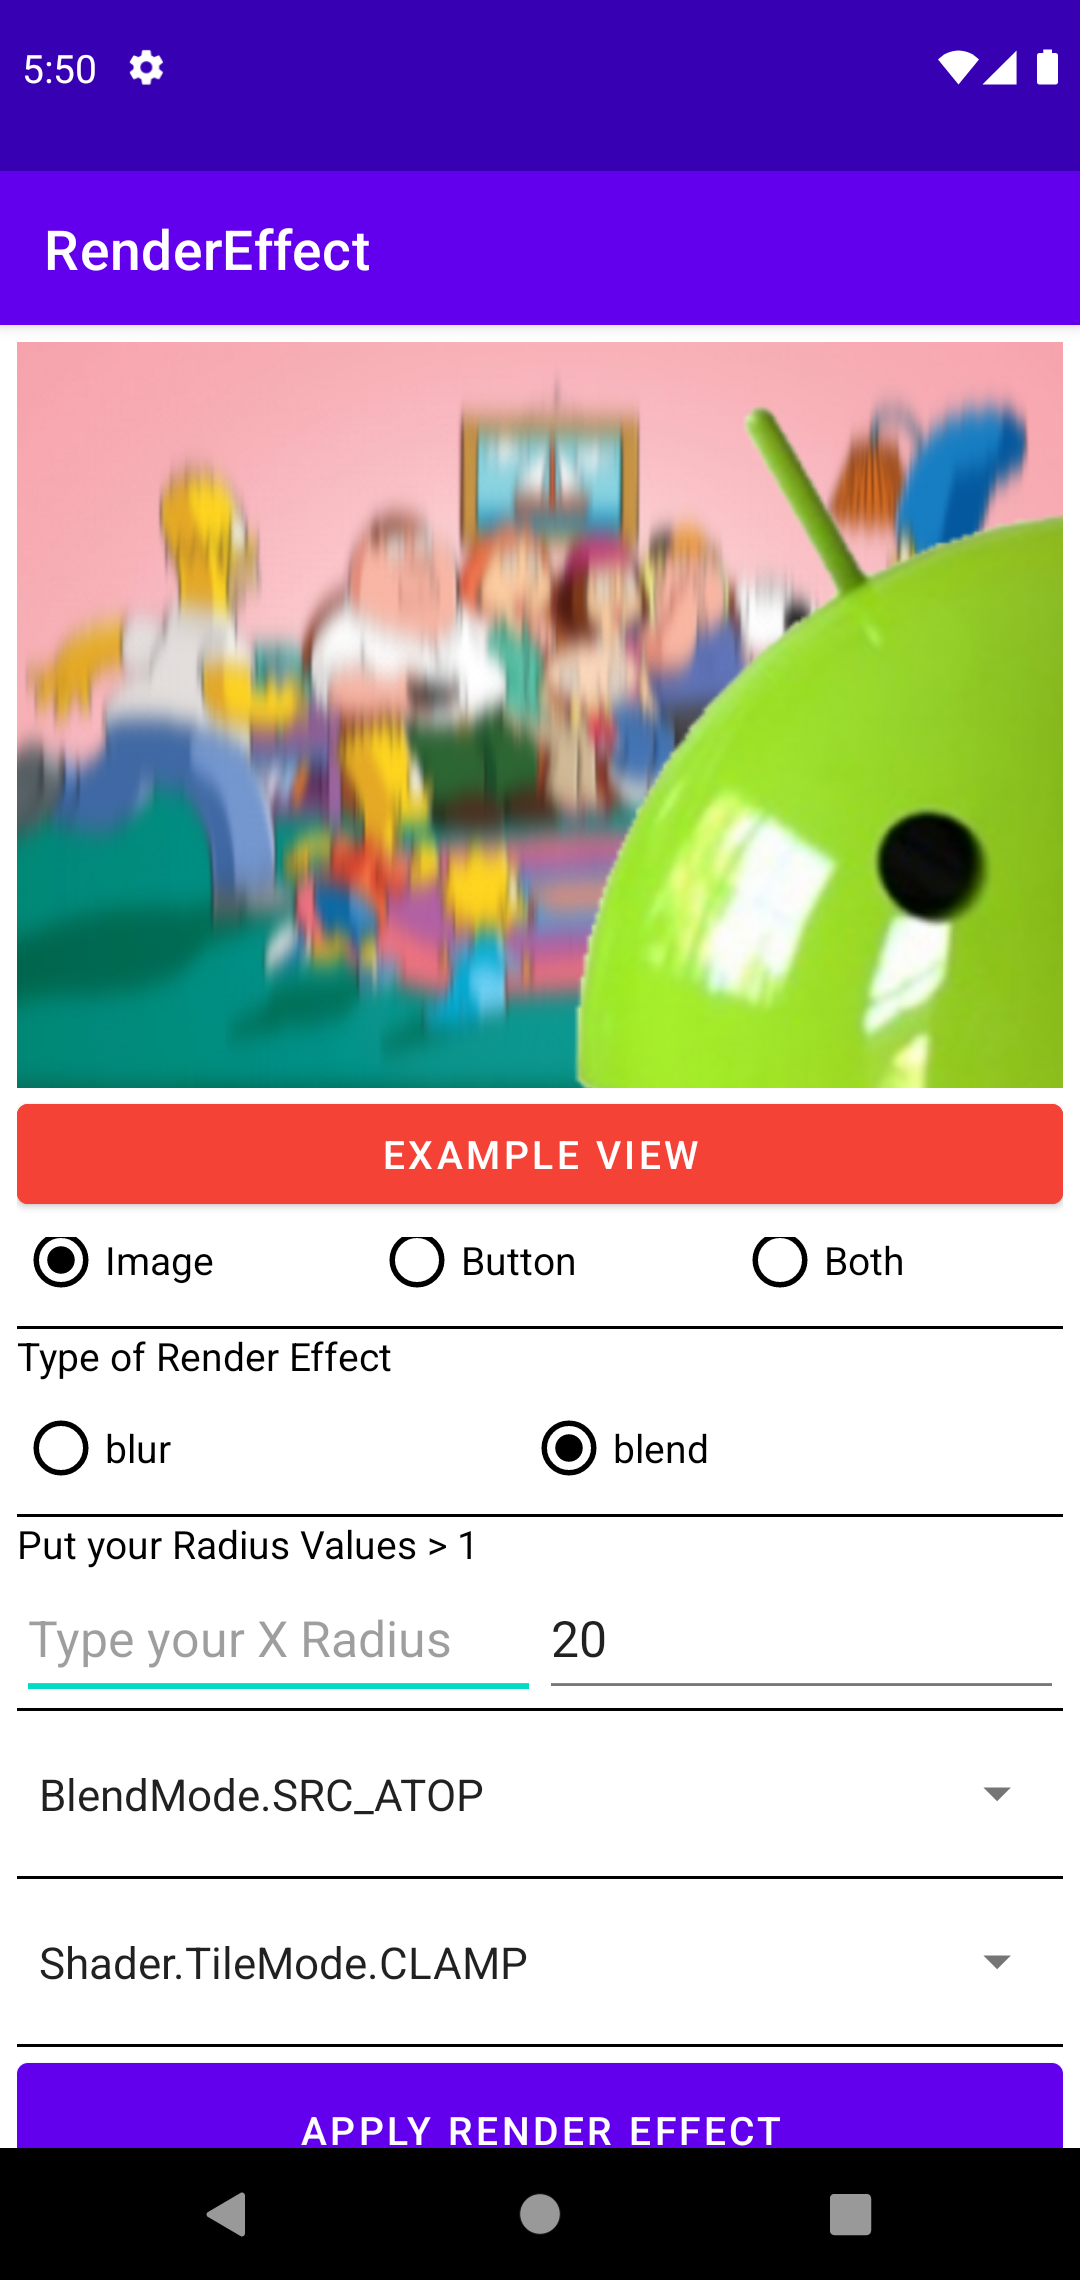 5:50
RenderEffect
EXAMPLE VIEW
Image Button Both
Type of Render Effect
blur blend
Put your Radius Values > 1
Type your X Radius 20
BlendMode.SRC_ATOP
Shader.TileMode.CLAMP
APPLY RENDER EFFECT